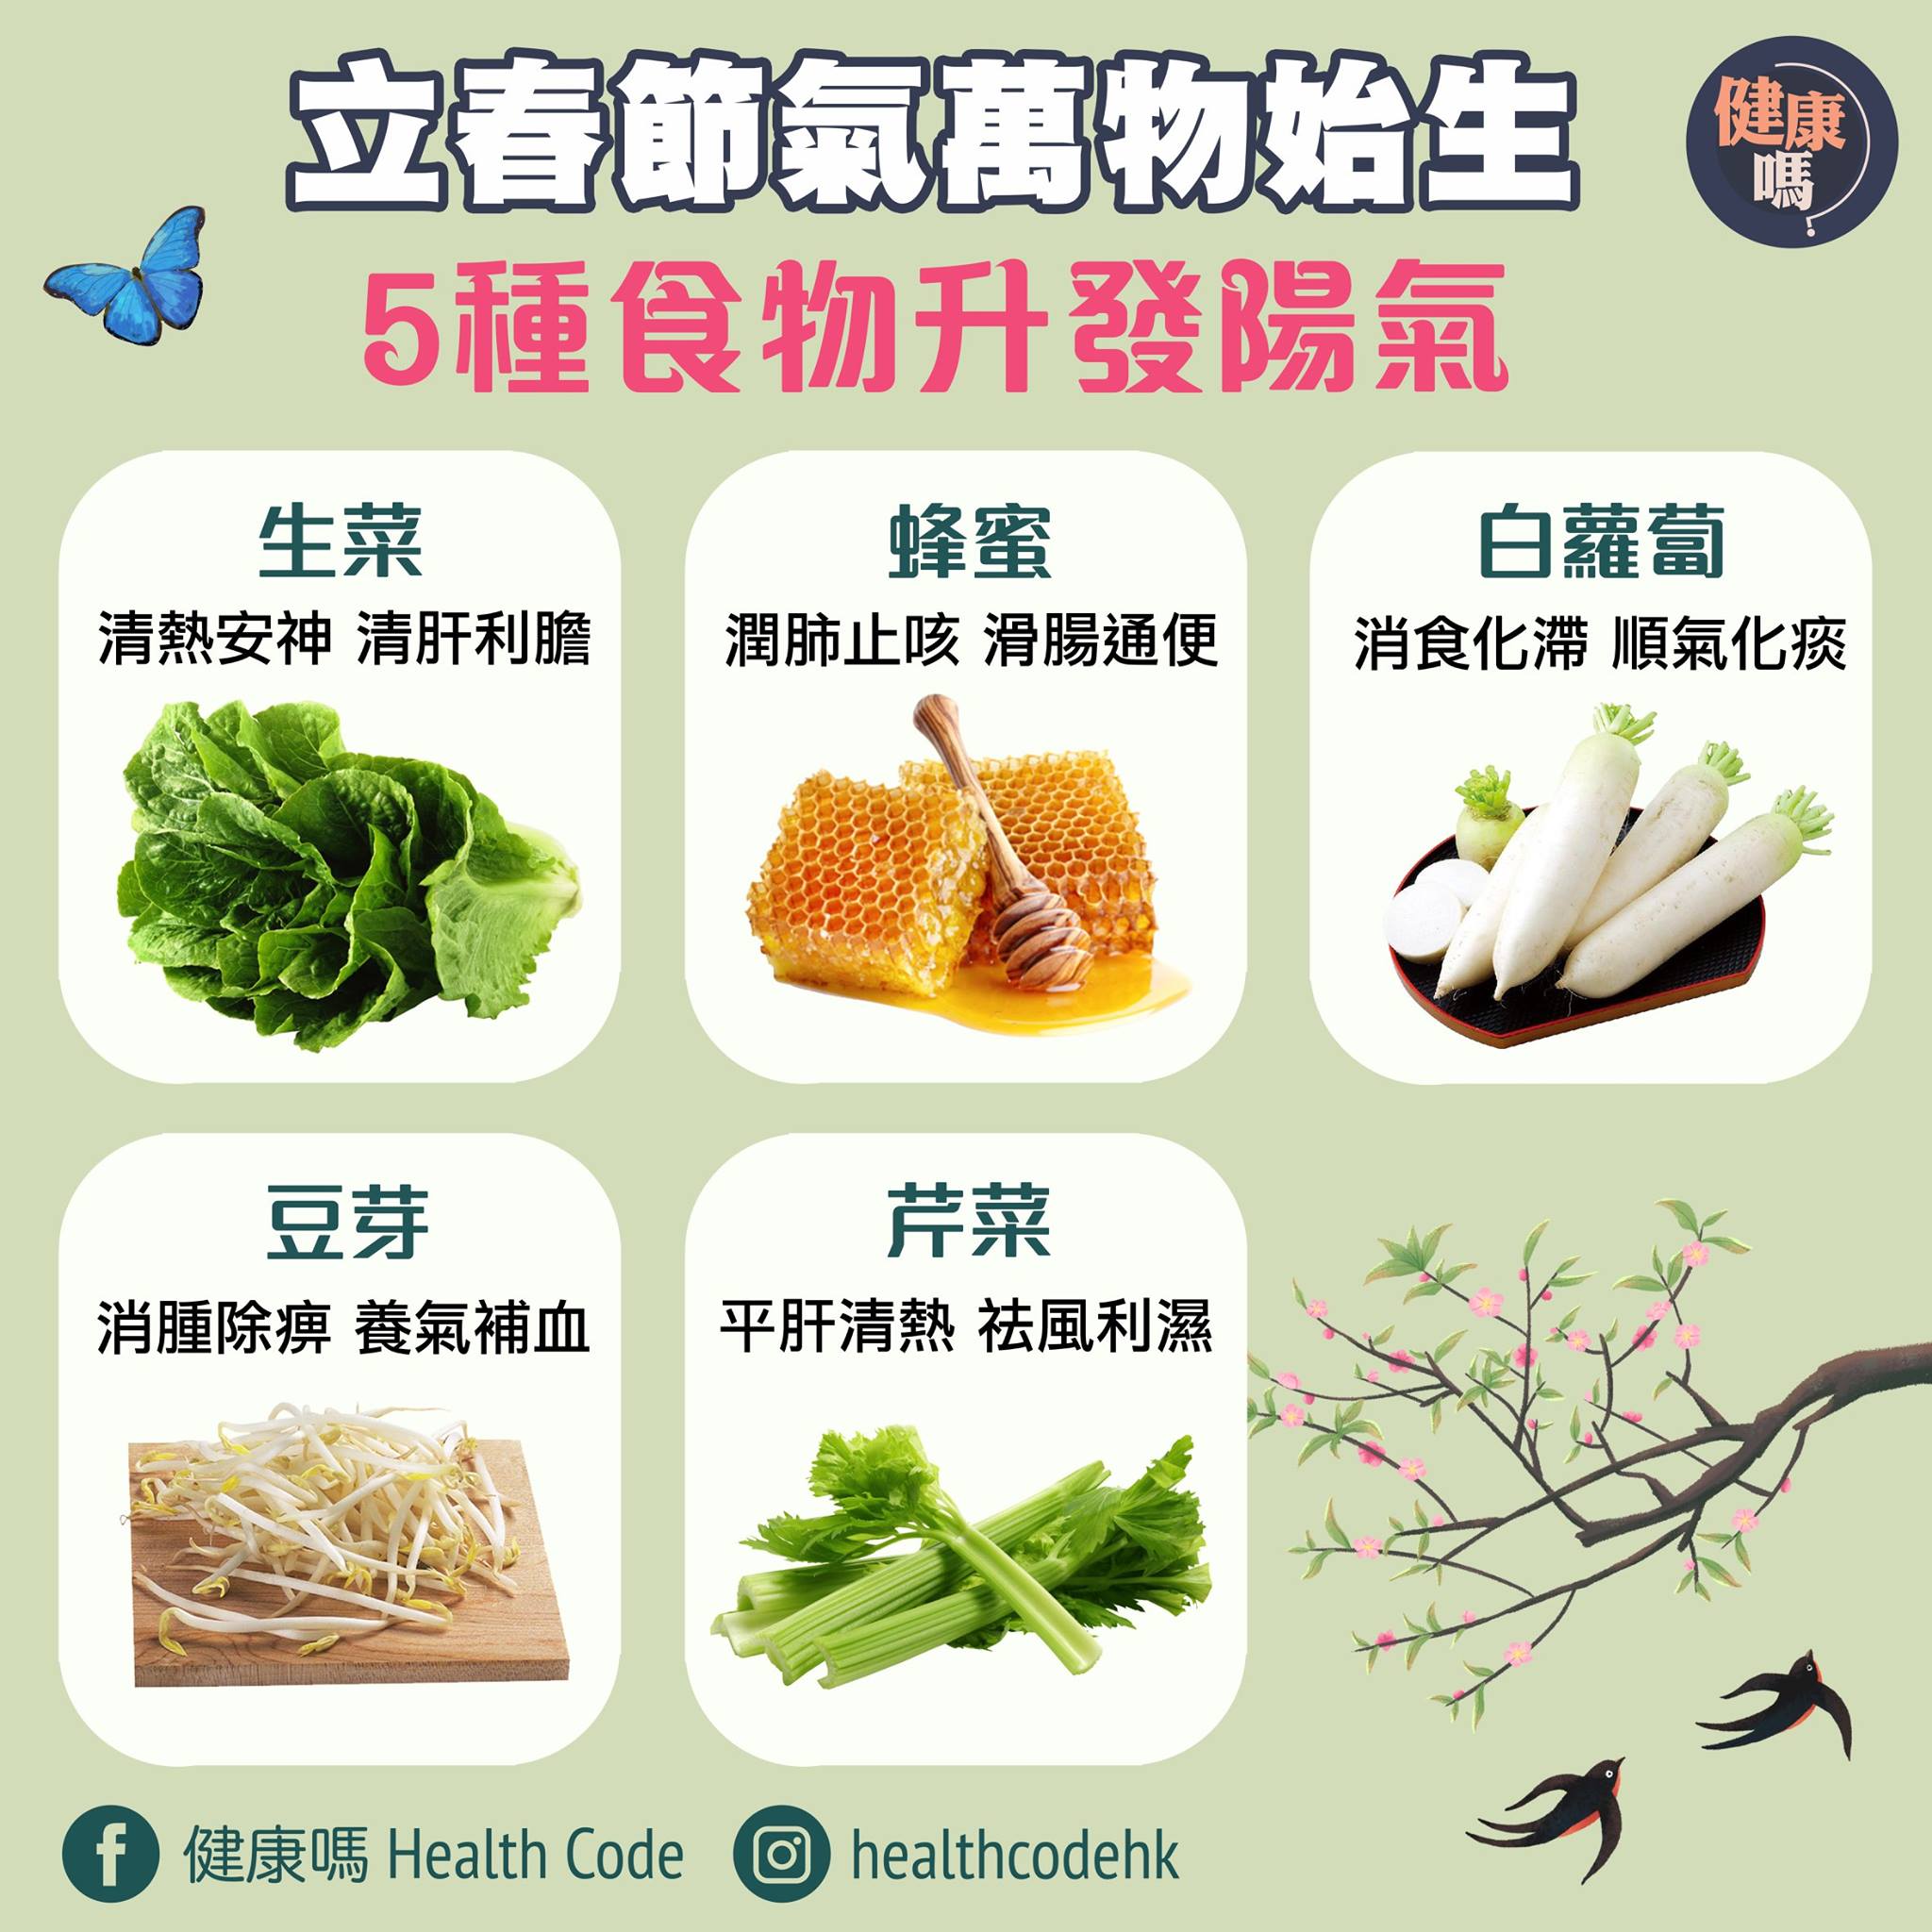 立春節氣萬物始生
健康
嗎?
5種食物升發陽氣
生菜
清熱安神 清肝利膽
蜂蜜
潤肺止咳 滑腸通便
白蘿蔔
消食化滯 順氣化痰
豆芽
消腫除痹 養氣補血
芹菜
平肝清熱 祛風利濕
健康嗎 Health Code
healthcodehk